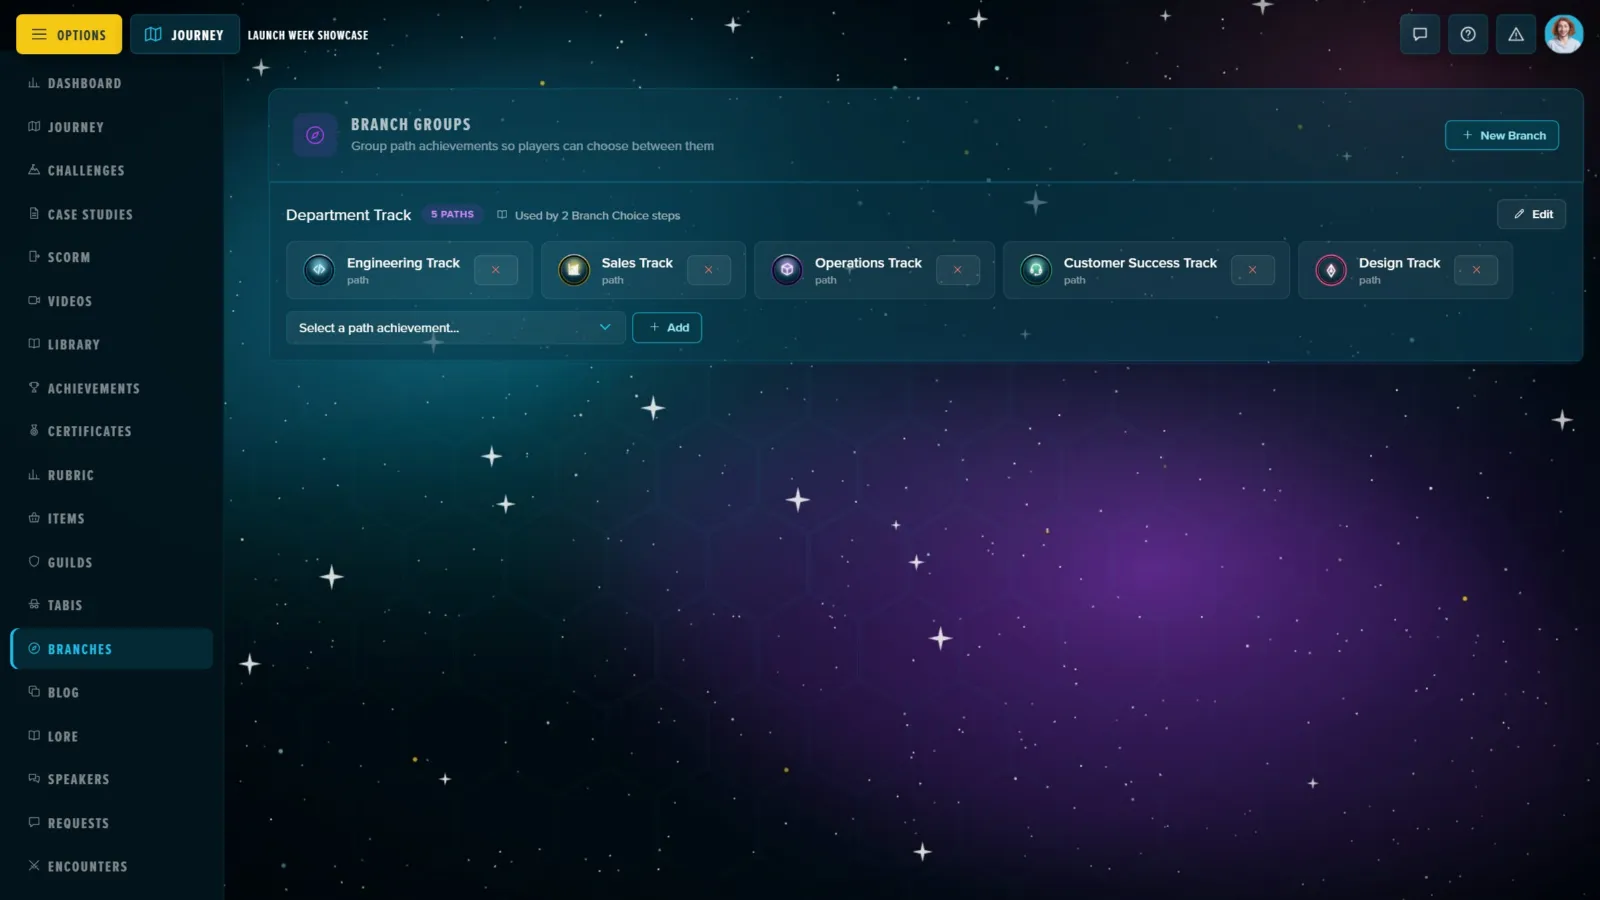 OPTIONS
JOURNEY
LAUNCH WEEK SHOWCASE
DASHBOARD
JOURNEY
CHALLENGES
CASE STUDIES
SCORM
VIDEOS
LIBRARY
ACHIEVEMENTS
CERTIFICATES
RUBRIC
ITEMS
GUILDS
TABIS
BRANCHES
BLOG
LORE
SPEAKERS
REQUESTS
ENCOUNTERS
BRANCH GROUPS
Group path achievements so players can choose between them
New Branch
Department Track 5 PATHS Used by 2 Branch Choice steps
Edit
Engineering Track
path
Sales Track
path
Operations Track
path
Customer Success Track
path
Design Track
path
Select a path achievement...
Add